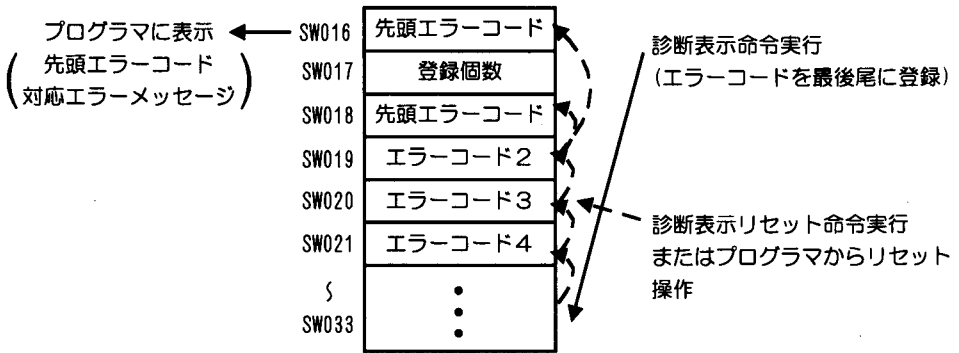 プログラマに表示
(先頭エラーコード
対応エラーメッセージ)
SW016 先頭エラーコード
SW017 登録個数
SW018 先頭エラーコード
SW019 エラーコード2
SW020 エラーコード3
SW021 エラーコード4
〜
SW033
診断表示命令実行
(エラーコードを最後尾に登録)
診断表示リセット命令実行
またはプログラマからリセット
操作